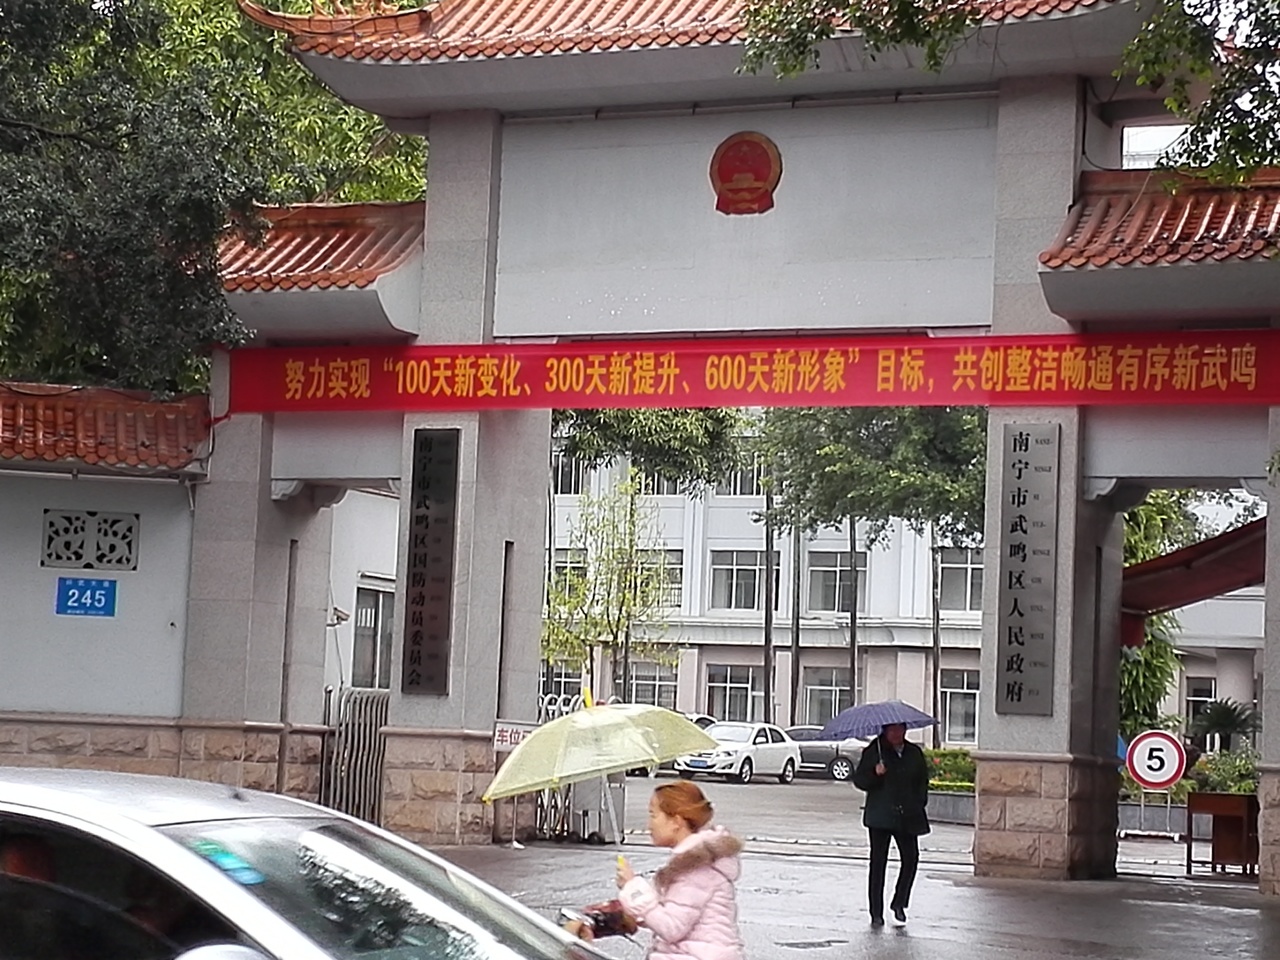 努力实现“100天新变化、300天新提升、600天新形象”目标，共创整洁畅通有序新武鸣
南宁市武鸣区国防动员委员会
南宁市武鸣区人民政府
245
车位
5